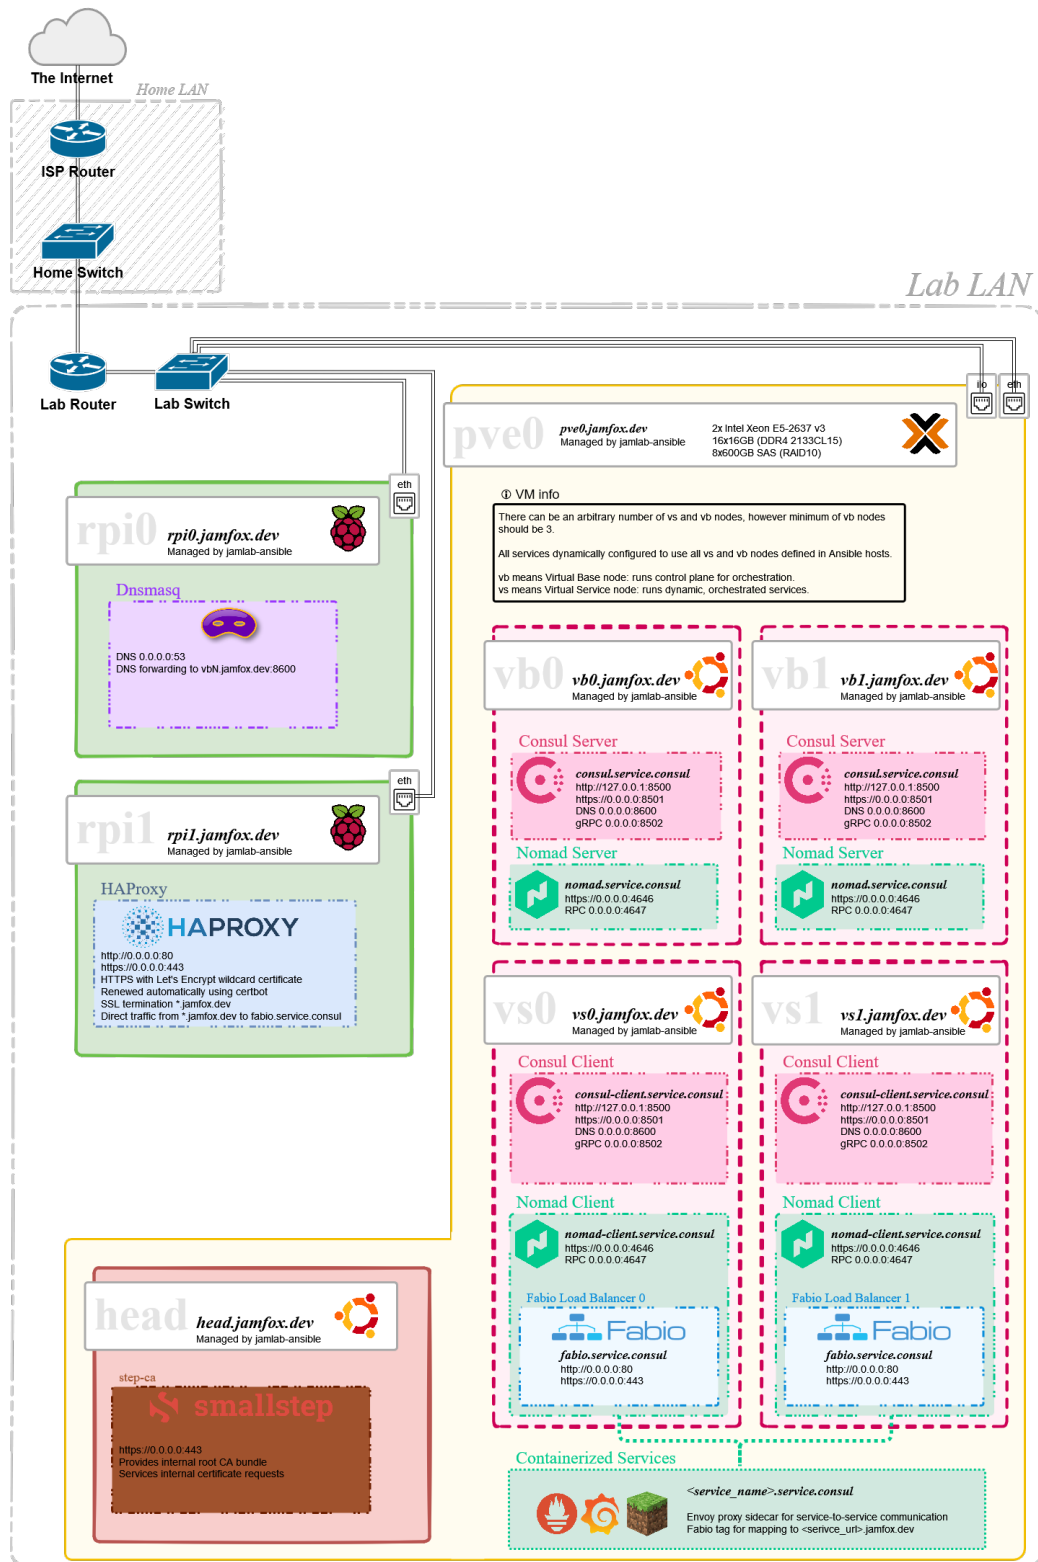 The Internet
Home LAN
ISP Router
Home Switch
Lab LAN
Lab Router
Lab Switch
ilo
eth
pve0
pve0.jamfox.dev
Managed by jamlab-ansible
2x Intel Xeon E5-2637 v3
16x16GB (DDR4 2133CL15)
8x600GB SAS (RAID10)
🛈 VM info
There can be an arbitrary number of vs and vb nodes, however minimum of vb nodes
should be 3.
All services dynamically configured to use all vs and vb nodes defined in Ansible hosts.
vb means Virtual Base node: runs control plane for orchestration.
vs means Virtual Service node: runs dynamic, orchestrated services.
eth
rpi0
rpi0.jamfox.dev
Managed by jamlab-ansible
Dnsmasq
DNS 0.0.0.0:53
DNS forwarding to vbN.jamfox.dev:8600
eth
rpi1
rpi1.jamfox.dev
Managed by jamlab-ansible
HAProxy
HAPROXY
http://0.0.0.0:80
https://0.0.0.0:443
HTTPS with Let's Encrypt wildcard certificate
Renewed automatically using certbot
SSL termination *.jamfox.dev
Direct traffic from *.jamfox.dev to fabio.service.consul
vb0
vb0.jamfox.dev
Managed by jamlab-ansible
Consul Server
consul.service.consul
http://127.0.0.1:8500
https://0.0.0.0:8501
DNS 0.0.0.0:8600
gRPC 0.0.0.0:8502
Nomad Server
nomad.service.consul
https://0.0.0.0:4646
RPC 0.0.0.0:4647
vb1
vb1.jamfox.dev
Managed by jamlab-ansible
Consul Server
consul.service.consul
http://127.0.0.1:8500
https://0.0.0.0:8501
DNS 0.0.0.0:8600
gRPC 0.0.0.0:8502
Nomad Server
nomad.service.consul
https://0.0.0.0:4646
RPC 0.0.0.0:4647
vs0
vs0.jamfox.dev
Managed by jamlab-ansible
Consul Client
consul-client.service.consul
http://127.0.0.1:8500
https://0.0.0.0:8501
DNS 0.0.0.0:8600
gRPC 0.0.0.0:8502
Nomad Client
nomad-client.service.consul
https://0.0.0.0:4646
RPC 0.0.0.0:4647
Fabio Load Balancer 0
Fabio
fabio.service.consul
http://0.0.0.0:80
https://0.0.0.0:443
vs1
vs1.jamfox.dev
Managed by jamlab-ansible
Consul Client
consul-client.service.consul
http://127.0.0.1:8500
https://0.0.0.0:8501
DNS 0.0.0.0:8600
gRPC 0.0.0.0:8502
Nomad Client
nomad-client.service.consul
https://0.0.0.0:4646
RPC 0.0.0.0:4647
Fabio Load Balancer 1
Fabio
fabio.service.consul
http://0.0.0.0:80
https://0.0.0.0:443
head
head.jamfox.dev
Managed by jamlab-ansible
step-ca
smallstep
https://0.0.0.0:443
Provides internal root CA bundle
Services internal certificate requests
Containerized Services
<service_name>.service.consul
Envoy proxy sidecar for service-to-service communication
Fabio tag for mapping to <serivce_url>.jamfox.dev